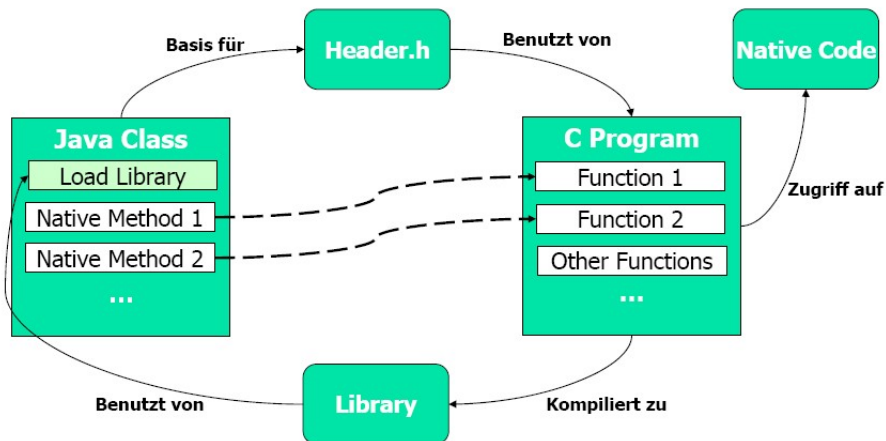 Basis für
Header.h
Benutzt von
Native Code
Java Class
Load Library
Native Method 1
Native Method 2
...
C Program
Function 1
Function 2
Other Functions
...
Zugriff auf
Benutzt von
Library
Kompiliert zu